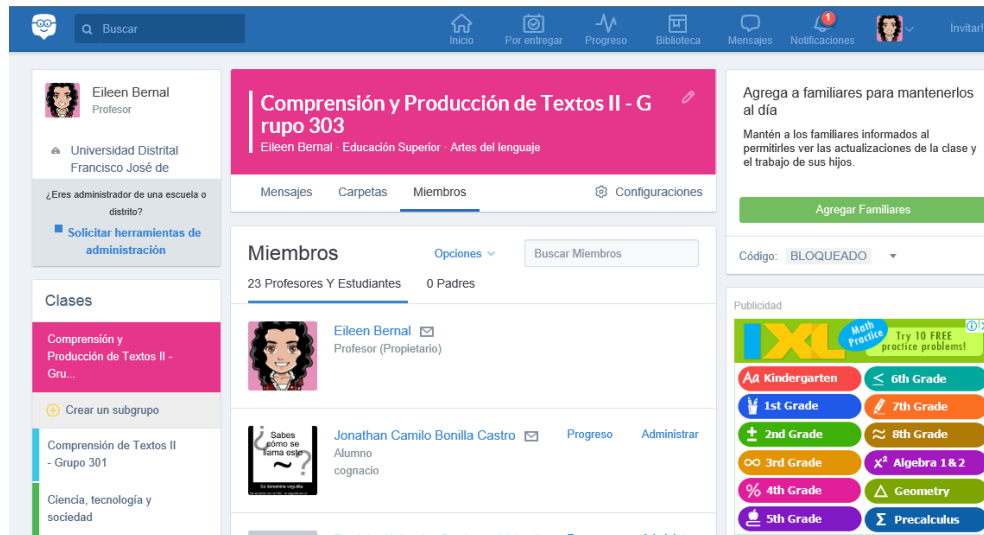 Buscar
Inicio
Por entregar
Progreso
Biblioteca
Mensajes
1
Notificaciones
Invitar!
Eileen Bernal
Profesor
Universidad Distrital
Francisco José de
¿Eres administrador de una escuela o
distrito?
Solicitar herramientas de
administración
Clases
Comprensión y
Producción de Textos II -
Gru...
Crear un subgrupo
Comprensión de Textos II
- Grupo 301
Ciencia, tecnología y
sociedad
Comprensión y Producción de Textos II - G
rupo 303
Eileen Bernal · Educación Superior · Artes del lenguaje
Mensajes
Carpetas
Miembros
Configuraciones
Miembros
Opciones
Buscar Miembros
23 Profesores Y Estudiantes
0 Padres
Eileen Bernal
Profesor (Propietario)
Sabes
cómo se
llama este
~
?
Se denomina virgulilla
Jonathan Camilo Bonilla Castro
Progreso
Administrar
Alumno
cognacio
Agrega a familiares para mantenerlos
al día
Mantén a los familiares informados al
permitirles ver las actualizaciones de la clase y
el trabajo de sus hijos.
Agregar Familiares
Código: BLOQUEADO
Publicidad
IXL
Math
Practice
Try 10 FREE
practice problems!
Aa Kindergarten
≤ 6th Grade
1st Grade
7th Grade
± 2nd Grade
≈ 8th Grade
∞ 3rd Grade
x² Algebra 1 & 2
% 4th Grade
△ Geometry
5th Grade
Σ Precalculus